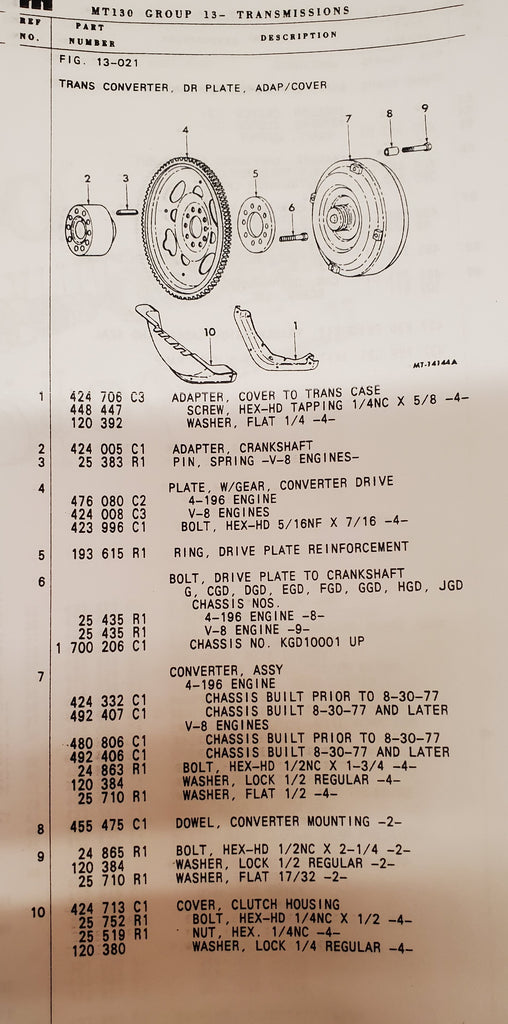 MT130 GROUP 13- TRANSMISSIONS
REF NO. PART NUMBER DESCRIPTION
FIG. 13-021
TRANS CONVERTER, DR PLATE, ADAP/COVER
9
8
7
4
5
2 3
6
10 1
MT-14144A
1 424 706 C3 ADAPTER, COVER TO TRANS CASE
448 447 SCREW, HEX-HD TAPPING 1/4NC X 5/8 -4-
120 392 WASHER, FLAT 1/4 -4-
2 424 005 C1 ADAPTER, CRANKSHAFT
3 25 383 R1 PIN, SPRING -V-8 ENGINES-
4 PLATE, W/GEAR, CONVERTER DRIVE
476 080 C2 4-196 ENGINE
424 008 C3 V-8 ENGINES
423 996 C1 BOLT, HEX-HD 5/16NF X 7/16 -4-
5 193 615 R1 RING, DRIVE PLATE REINFORCEMENT
6 BOLT, DRIVE PLATE TO CRANKSHAFT
G, CGD, DGD, EGD, FGD, GGD, HGD, JGD
CHASSIS NOS.
25 435 R1 4-196 ENGINE -8-
25 435 R1 V-8 ENGINE -9-
1 700 206 C1 CHASSIS NO. KGD10001 UP
7 CONVERTER, ASSY
4-196 ENGINE
424 332 C1 CHASSIS BUILT PRIOR TO 8-30-77
492 407 C1 CHASSIS BUILT 8-30-77 AND LATER
V-8 ENGINES
480 806 C1 CHASSIS BUILT PRIOR TO 8-30-77
492 406 C1 CHASSIS BUILT 8-30-77 AND LATER
24 863 R1 BOLT, HEX-HD 1/2NC X 1-3/4 -4-
120 384 WASHER, LOCK 1/2 REGULAR -4-
25 710 R1 WASHER, FLAT 1/2 -4-
8 455 475 C1 DOWEL, CONVERTER MOUNTING -2-
9 24 865 R1 BOLT, HEX-HD 1/2NC X 2-1/4 -2-
120 384 WASHER, LOCK 1/2 REGULAR -2-
25 710 R1 WASHER, FLAT 17/32 -2-
10 424 713 C1 COVER, CLUTCH HOUSING
25 752 R1 BOLT, HEX-HD 1/4NC X 1/2 -4-
25 519 R1 NUT, HEX. 1/4NC -4-
120 380 WASHER, LOCK 1/4 REGULAR -4-